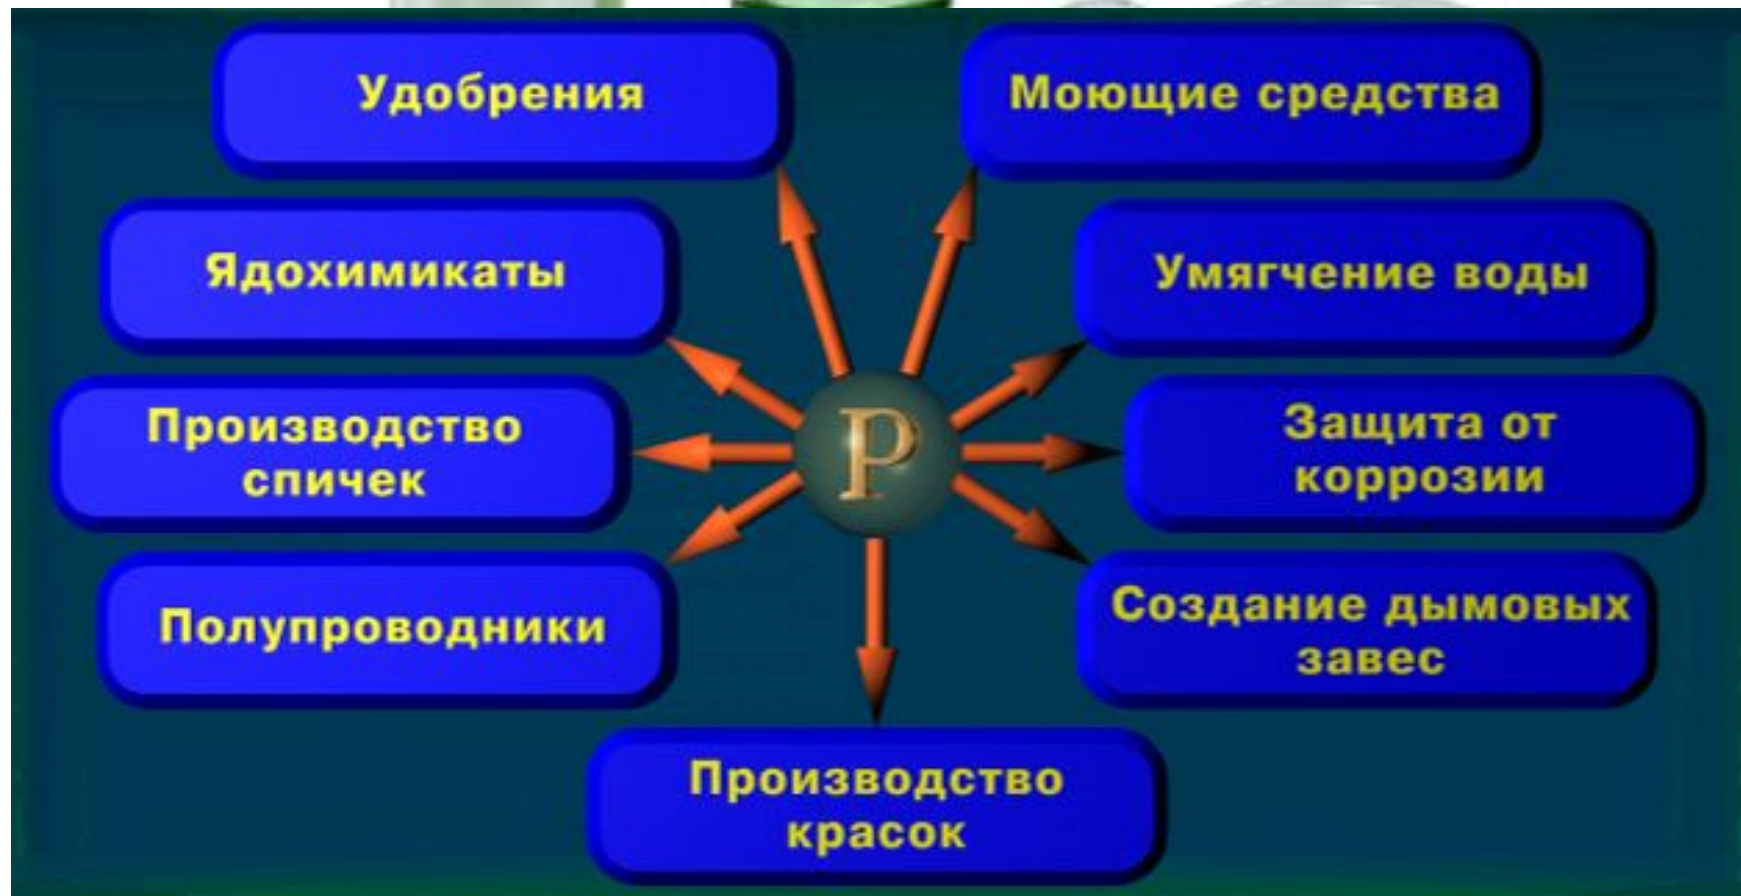 Удобрения
Моющие средства
Ядохимикаты
Умягчение воды
Производство
спичек
P
Защита от
коррозии
Полупроводники
Создание дымовых
завес
Производство
красок